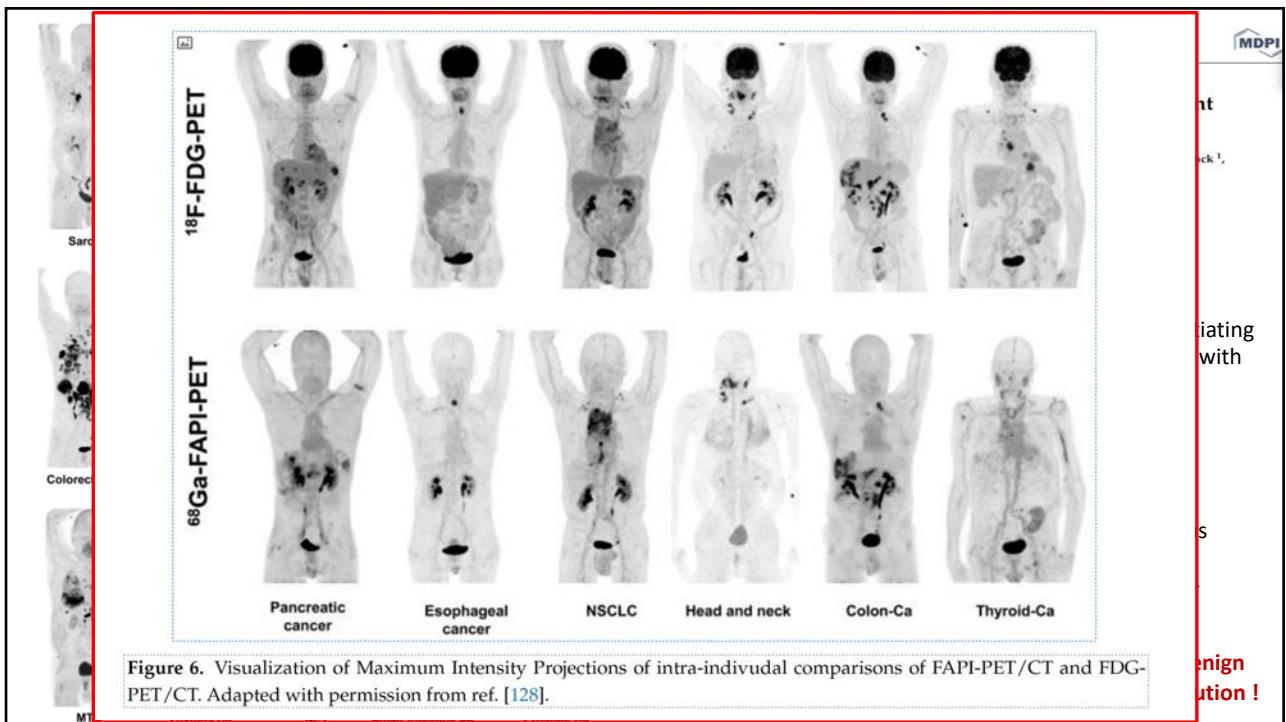 MDPI
nt
ck ¹,
Sarc
18F-FDG-PET
tiating
with
Colorect
68Ga-FAPI-PET
s
Pancreatic cancer
Esophageal cancer
NSCLC
Head and neck
Colon-Ca
Thyroid-Ca
Figure 6. Visualization of Maximum Intensity Projections of intra-indivudal comparisons of FAPI-PET/CT and FDG-
PET/CT. Adapted with permission from ref. [128].
enign
ution !
MT